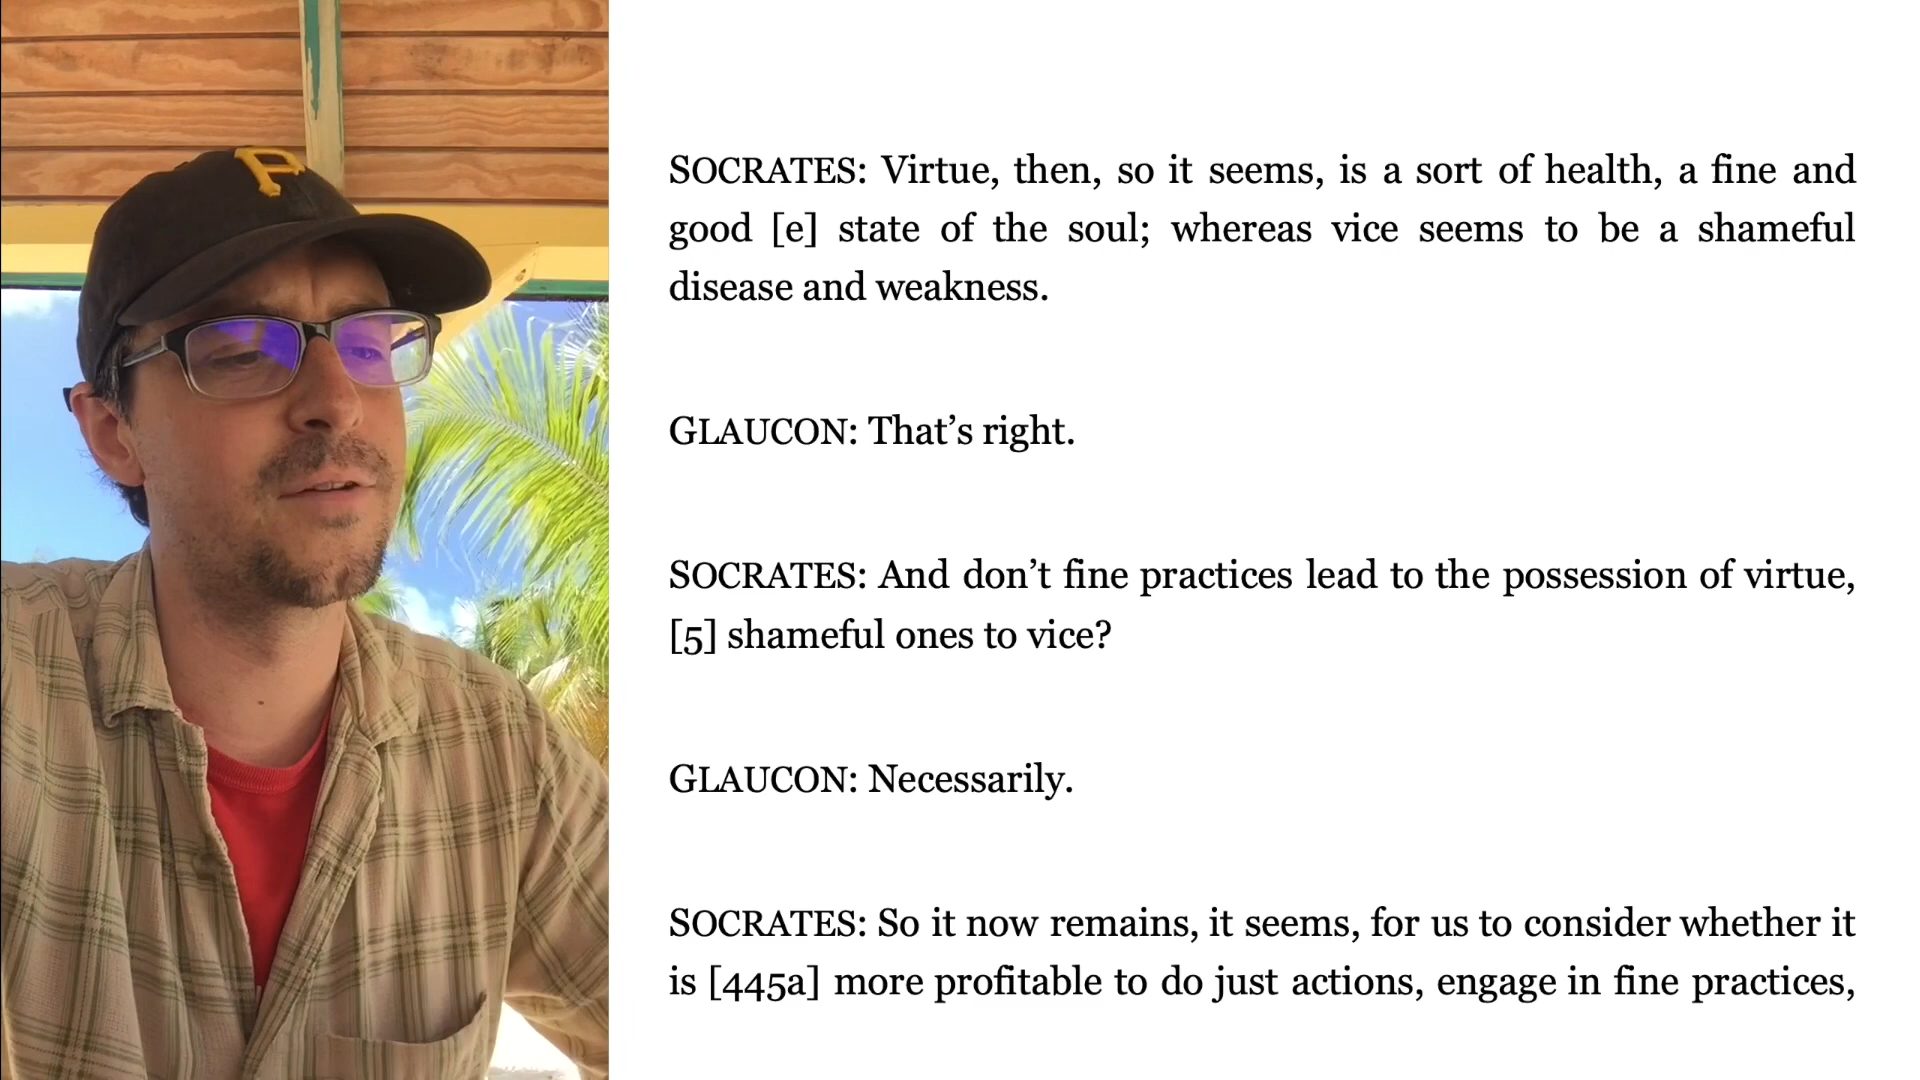 P
SOCRATES: Virtue, then, so it seems, is a sort of health, a fine and
good [e] state of the soul; whereas vice seems to be a shameful
disease and weakness.
GLAUCON: That’s right.
SOCRATES: And don’t fine practices lead to the possession of virtue,
[5] shameful ones to vice?
GLAUCON: Necessarily.
SOCRATES: So it now remains, it seems, for us to consider whether it
is [445a] more profitable to do just actions, engage in fine practices,